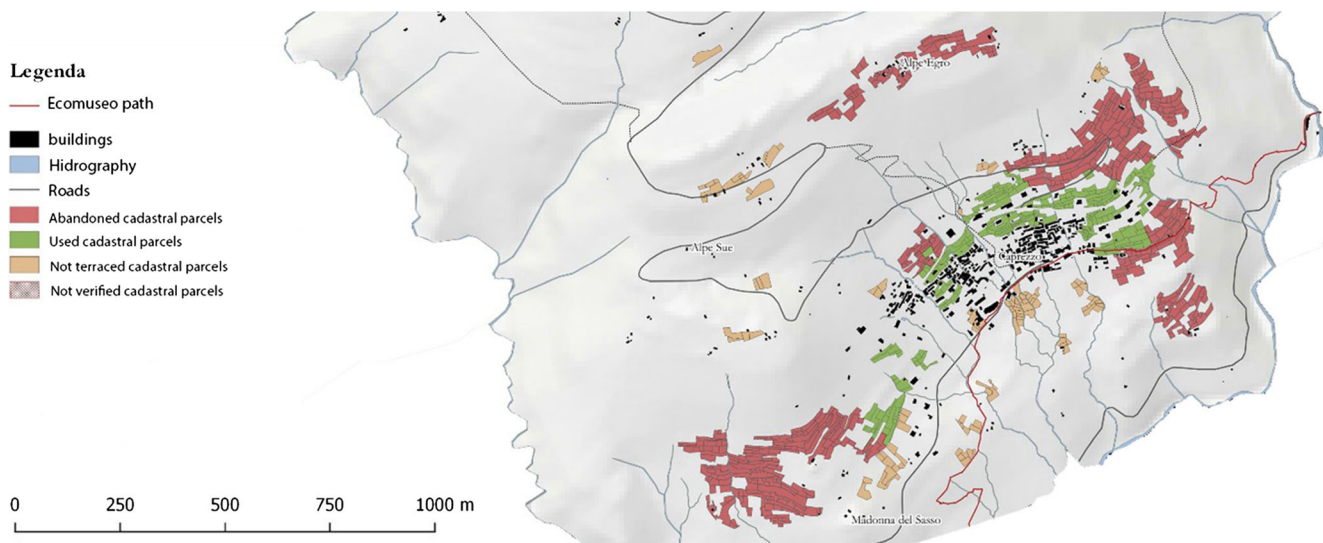 Legenda
Ecomuseo path
buildings
Hidrography
Roads
Abandoned cadastral parcels
Used cadastral parcels
Not terraced cadastral parcels
Not verified cadastral parcels
0 250 500 750 1000 m
Alpe Egro
Alpe Sue
Caprezzo
Madonna del Sasso